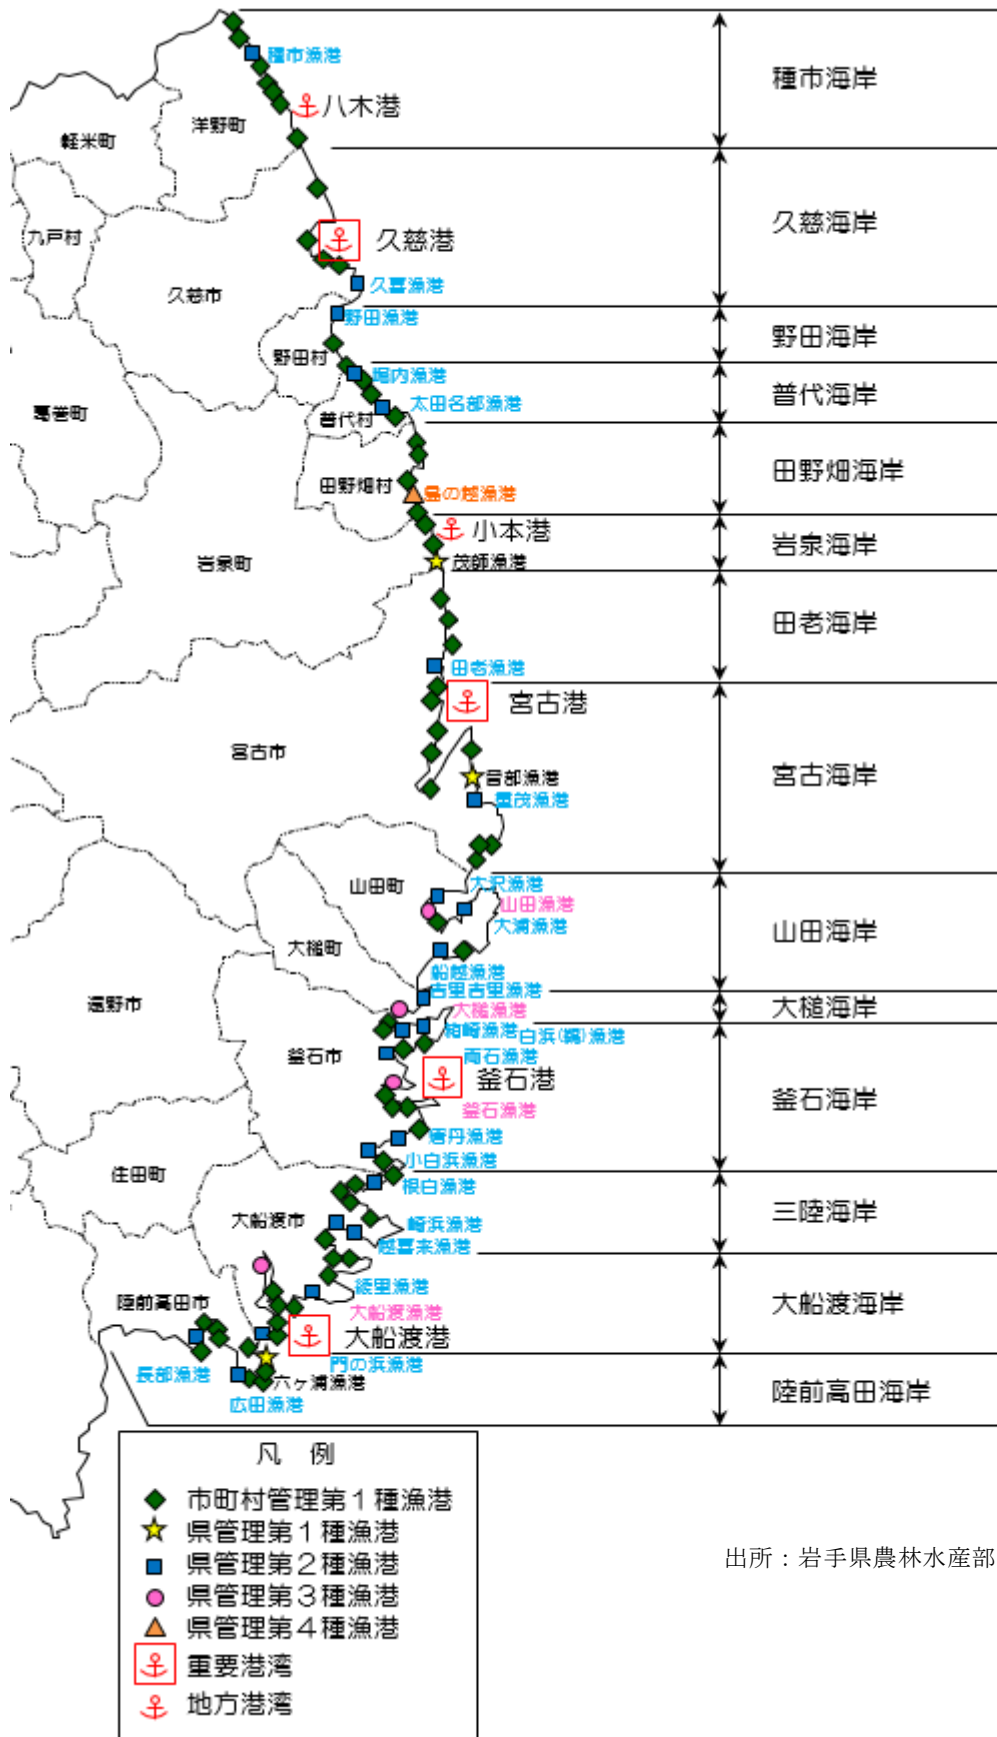 種市漁港
種市海岸
八木港
洋野町
軽米町
久慈海岸
九戸村
久慈港
久慈市
久喜漁港
野田漁港
野田海岸
野田村
堀内漁港
普代海岸
太田名部漁港
葛巻町
普代村
田野畑海岸
田野畑村
島の越漁港
小本港
岩泉海岸
岩泉町
茂師漁港
田老海岸
田老漁港
宮古港
宮古市
宮古海岸
音部漁港
重茂漁港
山田町
大沢漁港
山田漁港
大浦漁港
山田海岸
大槌町
船越漁港
吉里吉里漁港
遠野市
大槌漁港
大槌海岸
箱崎漁港
白浜(鵜)漁港
釜石市
両石漁港
釜石港
釜石漁港
釜石海岸
唐丹漁港
小白浜漁港
住田町
根白漁港
三陸海岸
大船渡市
崎浜漁港
越喜来漁港
綾里漁港
陸前高田市
大船渡漁港
大船渡海岸
大船渡港
長部漁港
門の浜漁港
六ヶ浦漁港
広田漁港
陸前高田海岸
凡 例
市町村管理第１種漁港
県管理第１種漁港
県管理第２種漁港
県管理第３種漁港
県管理第４種漁港
重要港湾
地方港湾
出所：岩手県農林水産部